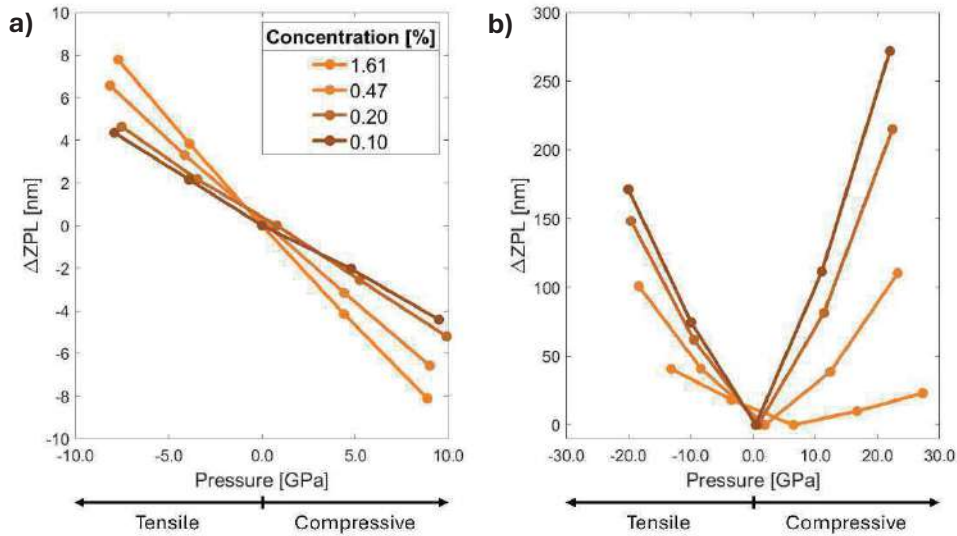 a)
8
6
4
2
0
-2
-4
-6
-8
-10
ΔZPL [nm]
Concentration [%]
1.61
0.47
0.20
0.10
-10.0 -5.0 0.0 5.0 10.0
Pressure [GPa]
Tensile Compressive
b)
300
250
200
150
100
50
0
ΔZPL [nm]
-30.0 -20.0 -10.0 0.0 10.0 20.0 30.0
Pressure [GPa]
Tensile Compressive